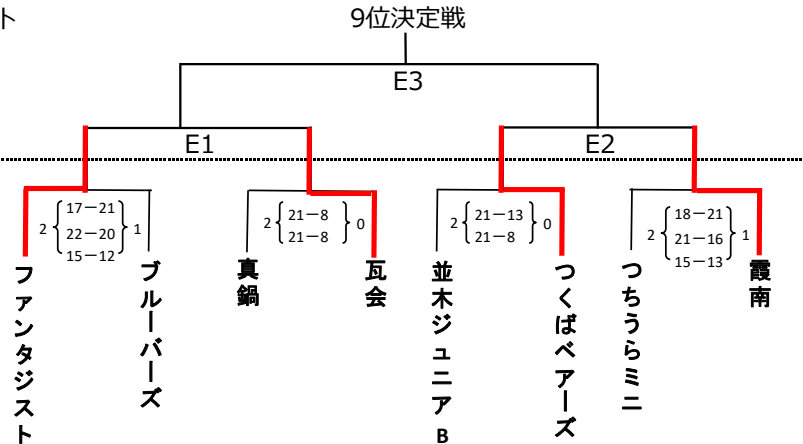 ト
9位決定戦
E3
E1
E2
2 17－21 1
22－20
15－12
2 21－8 0
21－8
2 21－13 0
21－8
2 18－21 1
21－16
15－13
ファンタジスト
ブルーバーズ
真鍋
瓦会
並木ジュニアB
つくばベアーズ
つちうらミニ
霞南